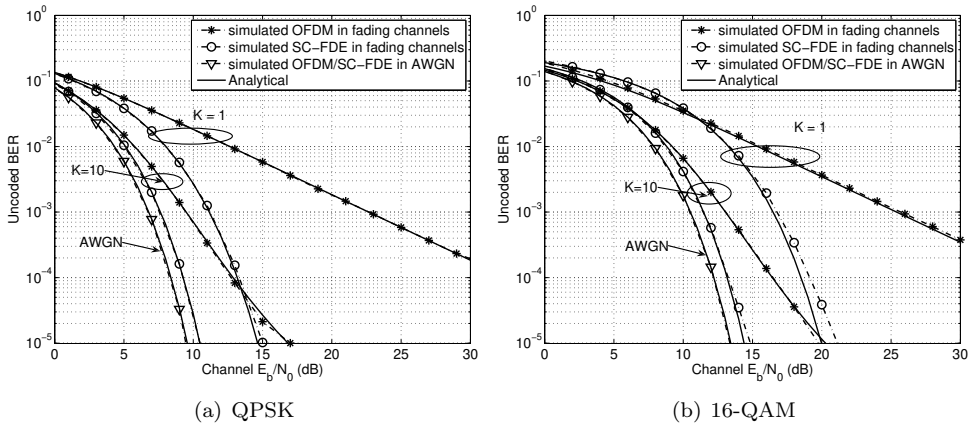 10⁰
10⁻¹
10⁻²
10⁻³
10⁻⁴
10⁻⁵
Uncoded BER
0 5 10 15 20 25 30
Channel E_b/N_0 (dB)
simulated OFDM in fading channels
simulated SC−FDE in fading channels
simulated OFDM/SC−FDE in AWGN
Analytical
K = 1
K=10
AWGN
(a) QPSK
10⁰
10⁻¹
10⁻²
10⁻³
10⁻⁴
10⁻⁵
Uncoded BER
0 5 10 15 20 25 30
Channel E_b/N_0 (dB)
simulated OFDM in fading channels
simulated SC−FDE in fading channels
simulated OFDM/SC−FDE in AWGN
Analytical
K = 1
K=10
AWGN
(b) 16-QAM